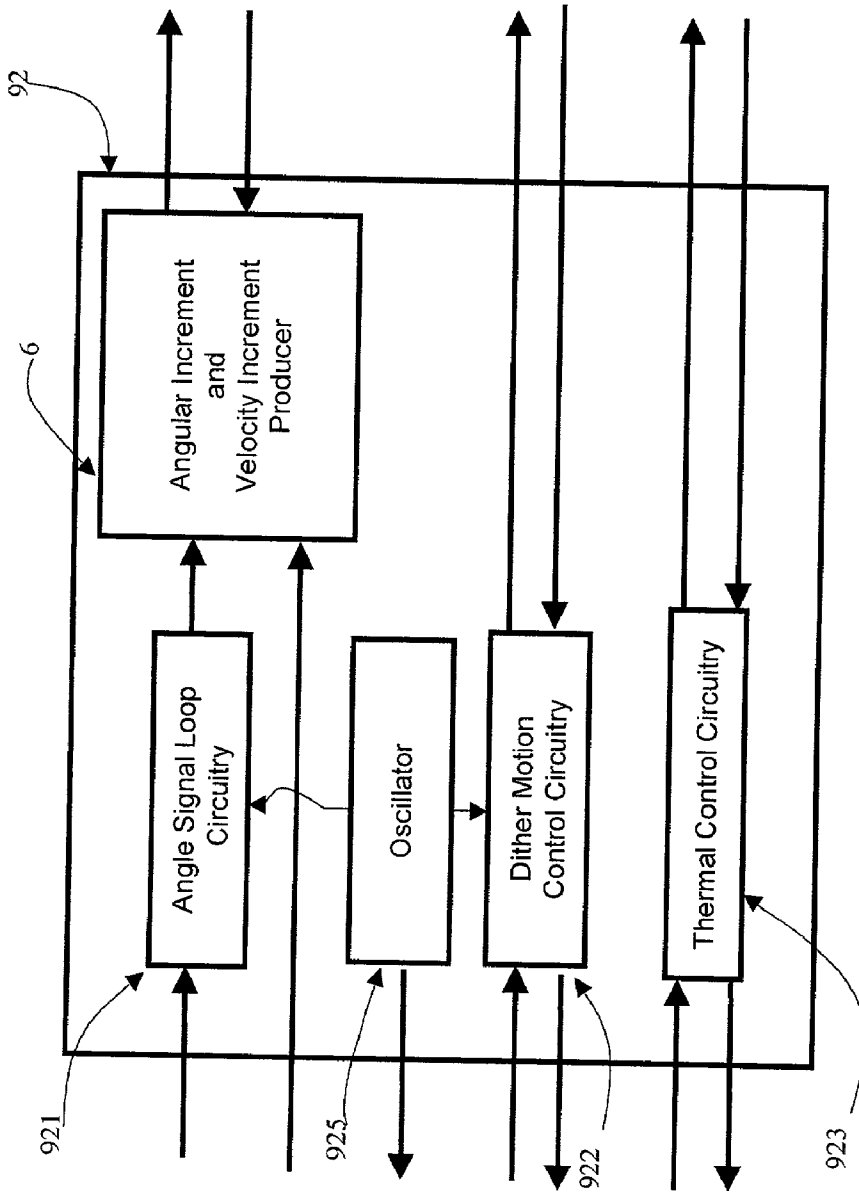 92
6
Angular Increment
and
Velocity Increment
Producer
921
Angle Signal Loop
Circuitry
925
Oscillator
922
Dither Motion
Control Circuitry
923
Thermal Control Circuitry